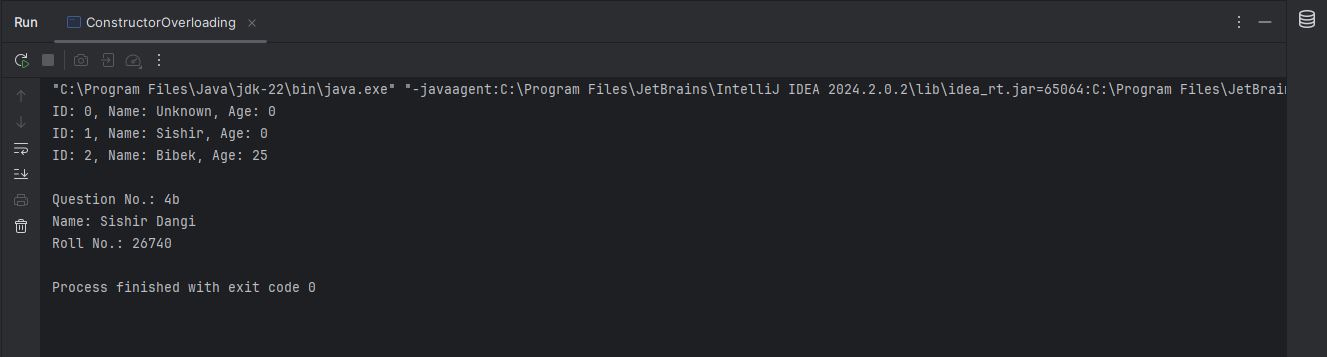 Run ConstructorOverloading
"C:\Program Files\Java\jdk-22\bin\java.exe" "-javaagent:C:\Program Files\JetBrains\IntelliJ IDEA 2024.2.0.2\lib\idea_rt.jar=65064:C:\Program Files\JetBrain
ID: 0, Name: Unknown, Age: 0
ID: 1, Name: Sishir, Age: 0
ID: 2, Name: Bibek, Age: 25
Question No.: 4b
Name: Sishir Dangi
Roll No.: 26740
Process finished with exit code 0